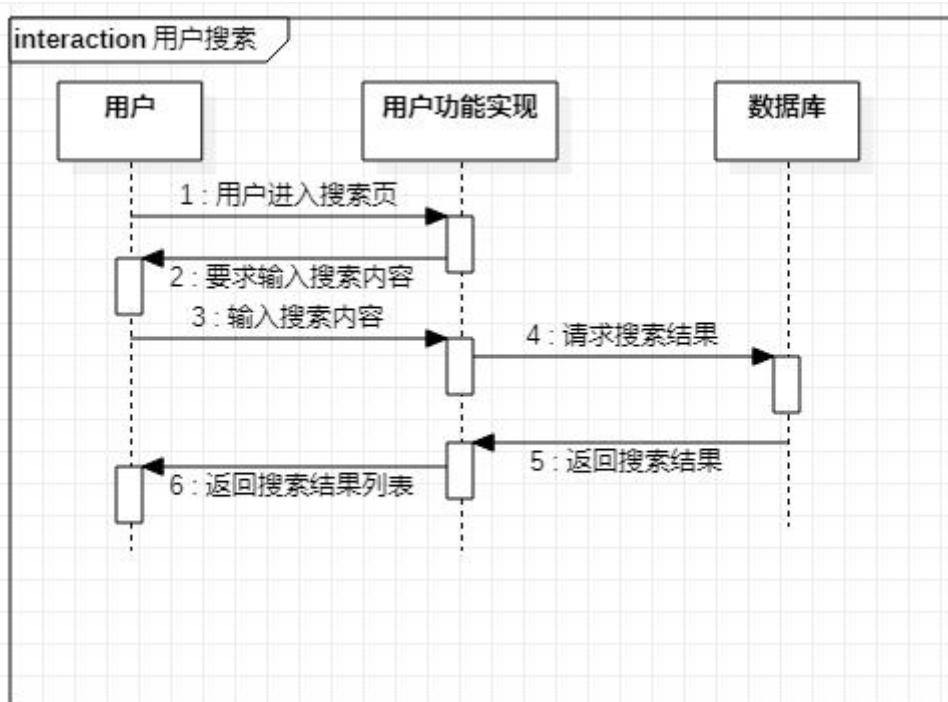 interaction 用户搜索
用户
用户功能实现
数据库
1 : 用户进入搜索页
2 : 要求输入搜索内容
3 : 输入搜索内容
4 : 请求搜索结果
5 : 返回搜索结果
6 : 返回搜索结果列表